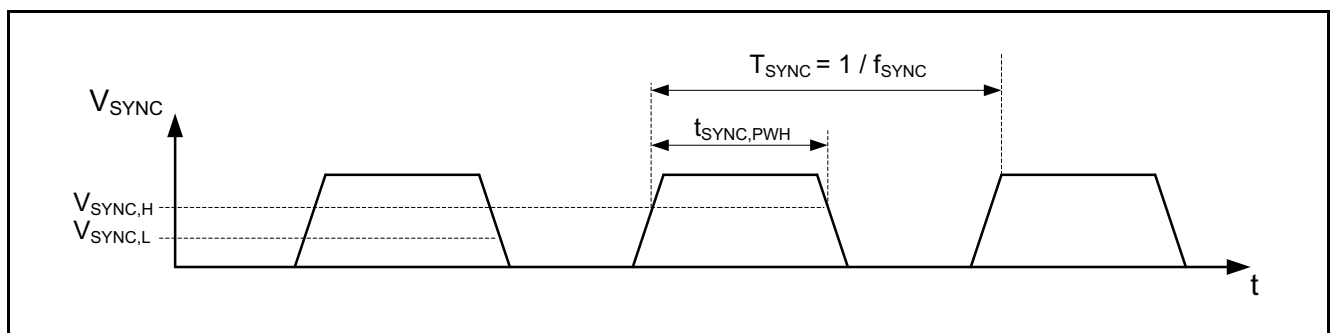 T_SYNC = 1 / f_SYNC
V_SYNC
t_SYNC,PWH
V_SYNC,H
V_SYNC,L
t